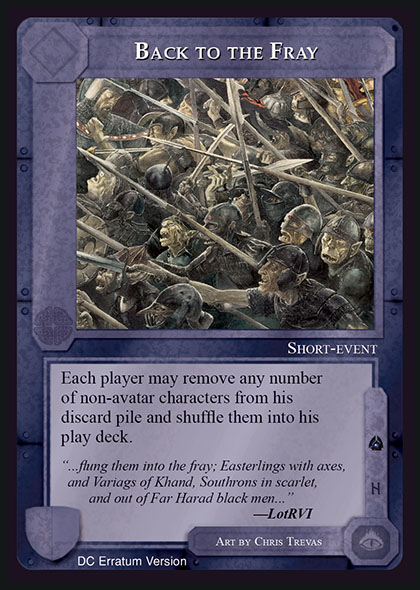 Back to the Fray
Short-event
Each player may remove any number
of non-avatar characters from his
discard pile and shuffle them into his
play deck.
“...flung them into the fray; Easterlings with axes,
and Variags of Khand, Southrons in scarlet,
and out of Far Harad black men...”
—LotRVI
Art by Chris Trevas
DC Erratum Version